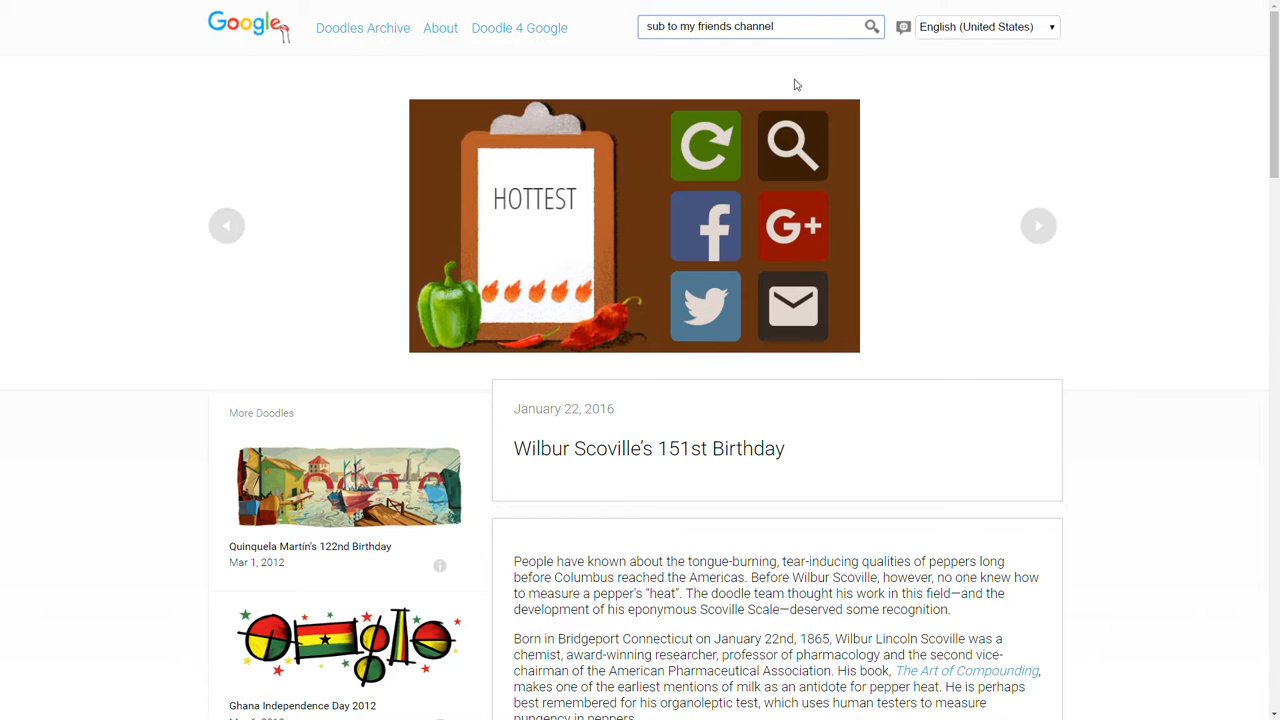 Google
Doodles Archive
About
Doodle 4 Google
sub to my friends channel
English (United States)
HOTTEST
f
G+
January 22, 2016
Wilbur Scoville's 151st Birthday
More Doodles
Quinquela Martín's 122nd Birthday
Mar 1, 2012
Ghana Independence Day 2012
People have known about the tongue-burning, tear-inducing qualities of peppers long
before Columbus reached the Americas. Before Wilbur Scoville, however, no one knew how
to measure a pepper's "heat". The doodle team thought his work in this field—and the
development of his eponymous Scoville Scale—deserved some recognition.
Born in Bridgeport Connecticut on January 22nd, 1865, Wilbur Lincoln Scoville was a
chemist, award-winning researcher, professor of pharmacology and the second vice-
chairman of the American Pharmaceutical Association. His book, The Art of Compounding,
makes one of the earliest mentions of milk as an antidote for pepper heat. He is perhaps
best remembered for his organoleptic test, which uses human testers to measure
pungency in peppers.